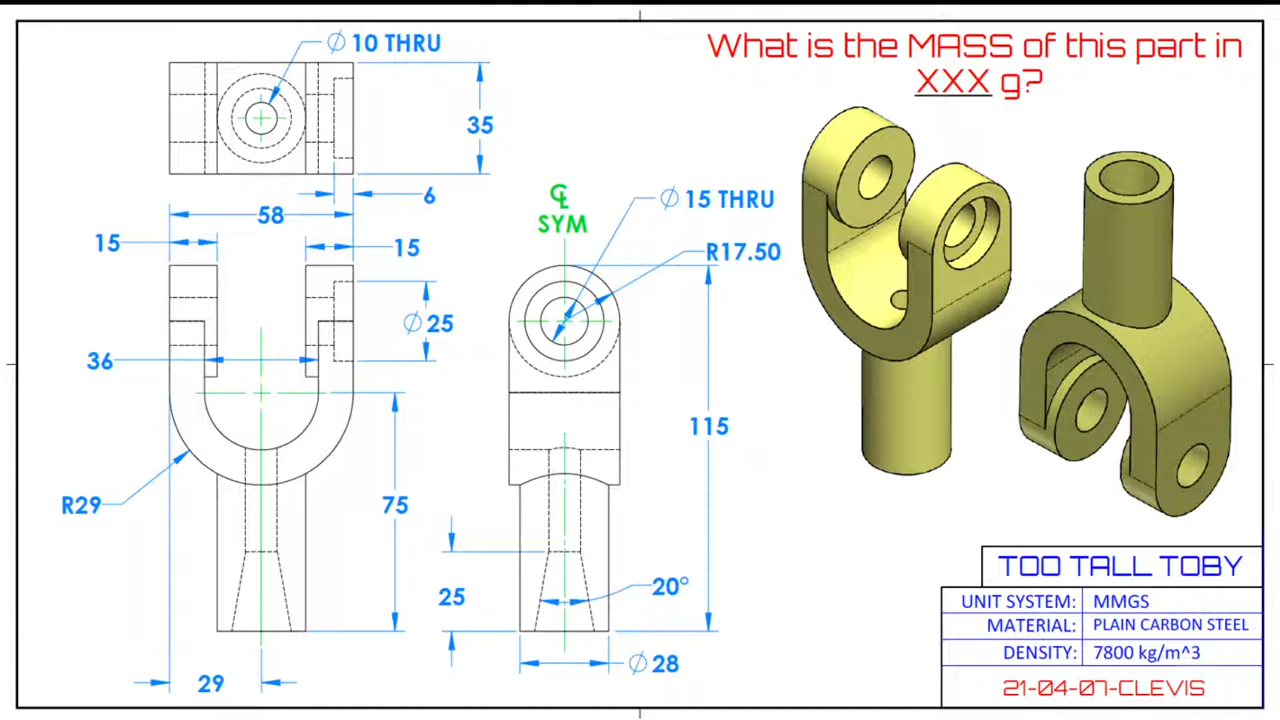 What is the MASS of this part in
XXX g?
∅ 10 THRU
35
6
58
15
15
℄
SYM
∅ 15 THRU
R17.50
∅ 25
36
115
R29
75
25
20°
∅ 28
29
TOO TALL TOBY
UNIT SYSTEM: MMGS
MATERIAL: PLAIN CARBON STEEL
DENSITY: 7800 kg/m^3
21-04-07-CLEVIS